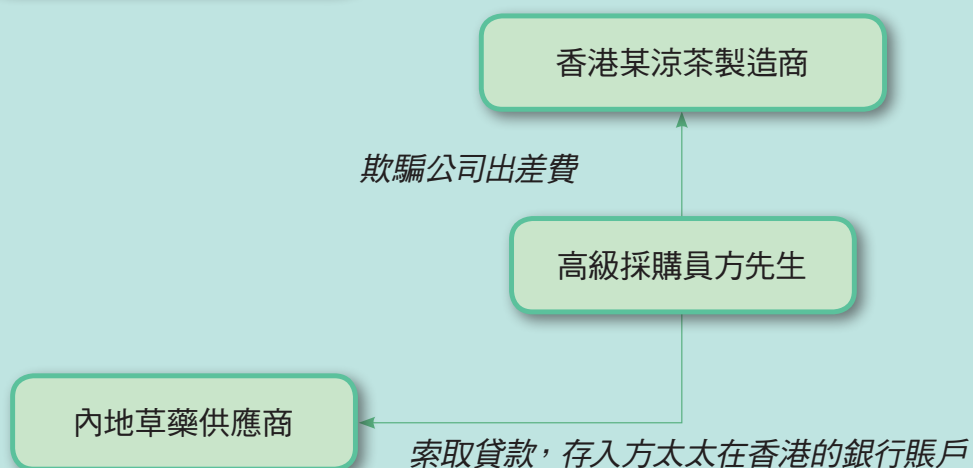 香港某涼茶製造商
欺騙公司出差費
高級採購員方先生
內地草藥供應商
索取貸款，存入方太太在香港的銀行賬戶